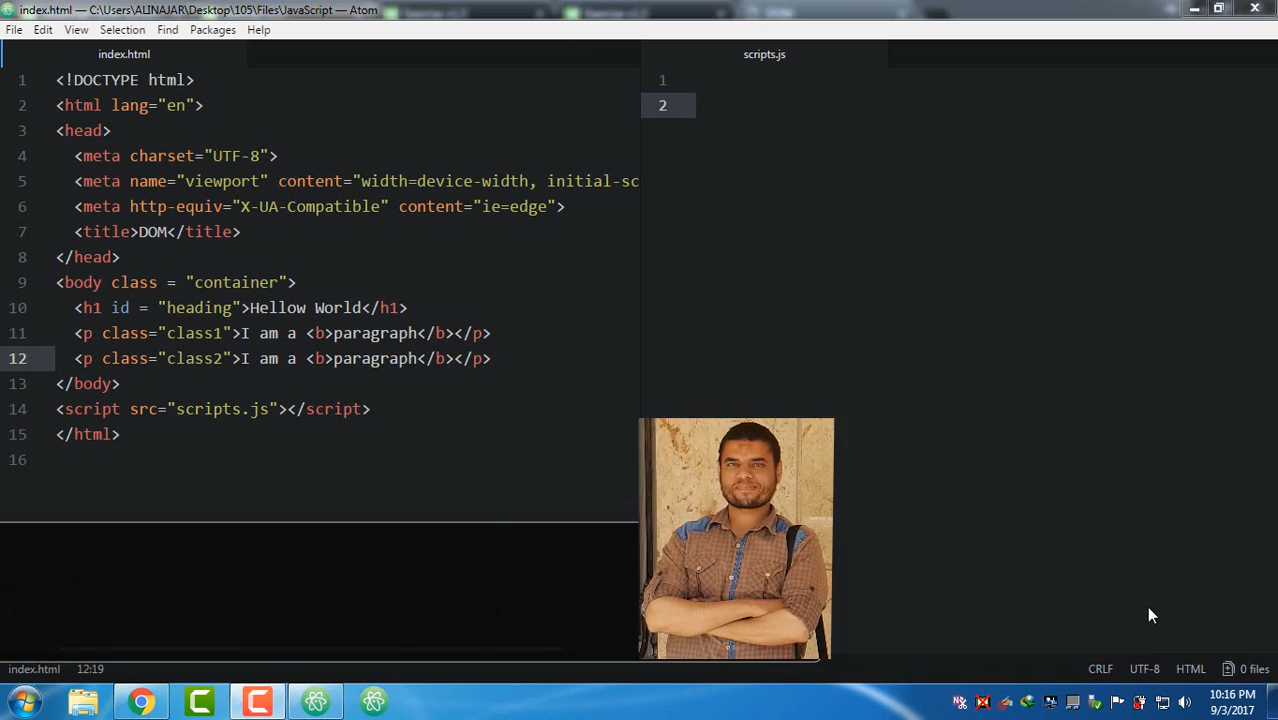 index.html — C:\Users\ALINAJAR\Desktop\105\Files\JavaScript — Atom
File Edit View Selection Find Packages Help
index.html
scripts.js
1 <!DOCTYPE html>
2 <html lang="en">
3 <head>
4 <meta charset="UTF-8">
5 <meta name="viewport" content="width=device-width, initial-sc
6 <meta http-equiv="X-UA-Compatible" content="ie=edge">
7 <title>DOM</title>
8 </head>
9 <body class = "container">
10 <h1 id = "heading">Hellow World</h1>
11 <p class="class1">I am a <b>paragraph</b></p>
12 <p class="class2">I am a <b>paragraph</b></p>
13 </body>
14 <script src="scripts.js"></script>
15 </html>
16
1
2
index.html 12:19
CRLF UTF-8 HTML 0 files
10:16 PM
9/3/2017